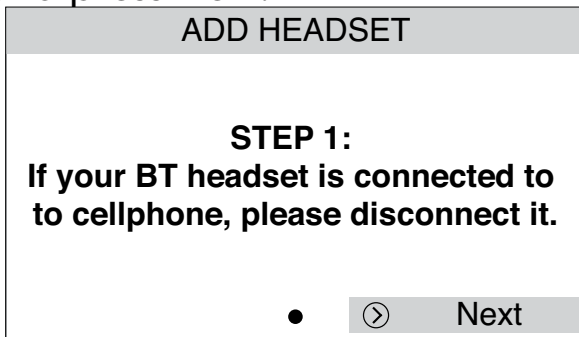 ADD HEADSET
STEP 1:
If your BT headset is connected to
to cellphone, please disconnect it.
Next